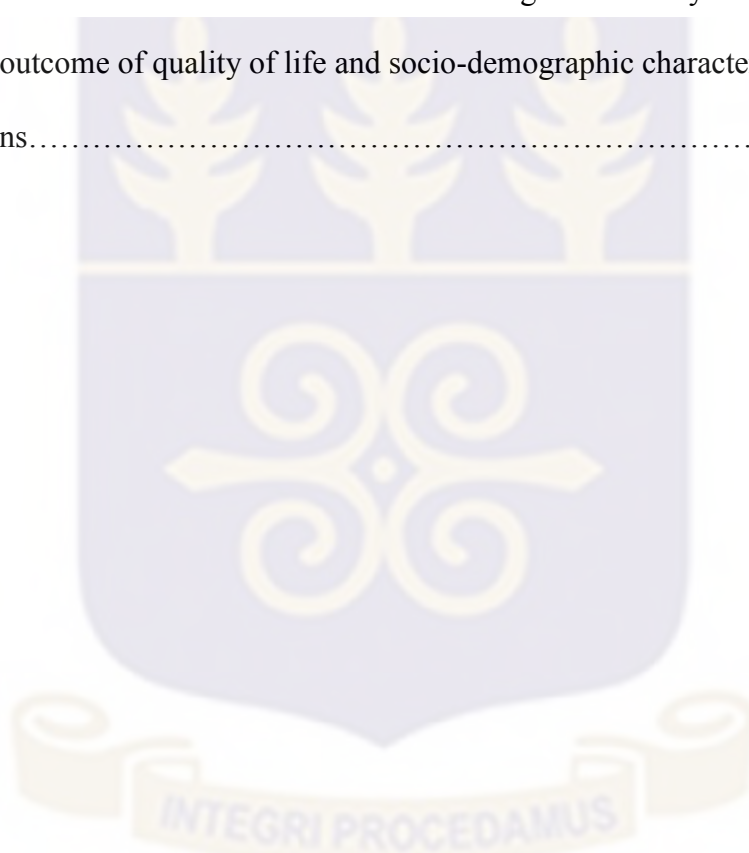 outcome of quality of life and socio-demographic characte
ns……………………………………………………………………
INTEGRI PROCEDAMUS